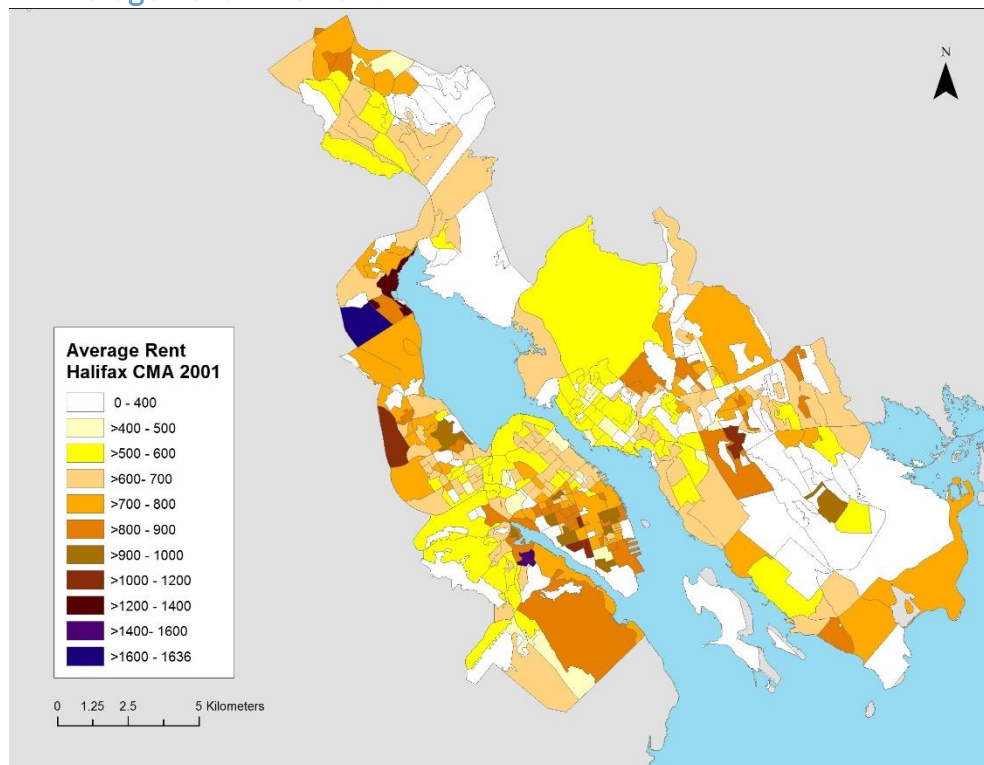 N
Average Rent
Halifax CMA 2001
0 - 400
>400 - 500
>500 - 600
>600- 700
>700 - 800
>800 - 900
>900 - 1000
>1000 - 1200
>1200 - 1400
>1400- 1600
>1600 - 1636
0 1.25 2.5 5 Kilometers